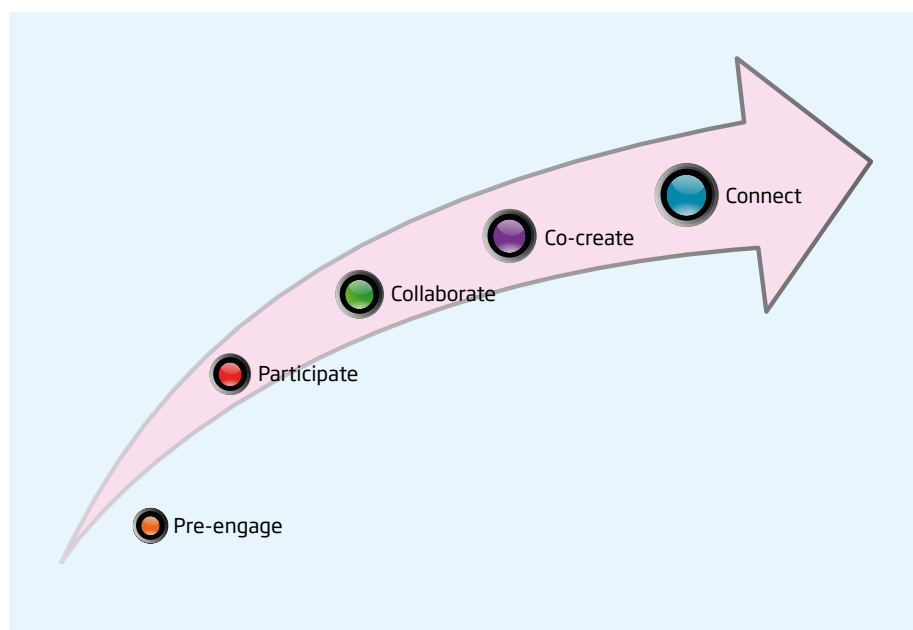 Connect
Co-create
Collaborate
Participate
Pre-engage